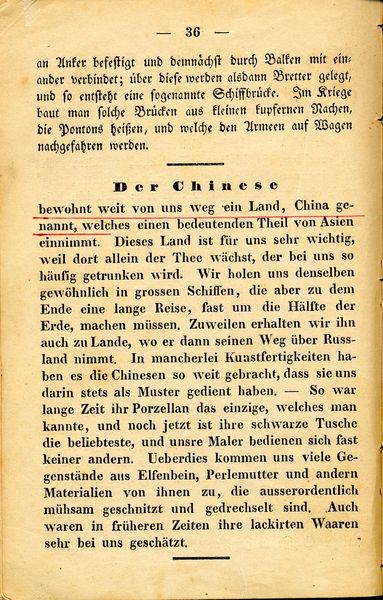 — 36 —
an Anker befestigt und demnächst durch Balken mit ein-
ander verbindet; über diese werden alsdann Bretter gelegt,
und so entsteht eine sogenannte Schiffbrücke. Im Kriege
baut man solche Brücken aus kleinen kupfernen Nachen,
die Pontons heißen, und welche den Armeen auf Wagen
nachgefahren werden.
Der Chinese
bewohnt weit von uns weg ein Land, China ge-
nannt, welches einen bedeutenden Theil von Asien
einnimmt. Dieses Land ist für uns sehr wichtig,
weil dort allein der Thee wächst, der bei uns so
häufig getrunken wird. Wir holen uns denselben
gewöhnlich in grossen Schiffen, die aber zu dem
Ende eine lange Reise, fast um die Hälfte der
Erde, machen müssen. Zuweilen erhalten wir ihn
auch zu Lande, wo er dann seinen Weg über Russ-
land nimmt. In mancherlei Kunstfertigkeiten ha-
ben es die Chinesen so weit gebracht, dass sie uns
darin stets als Muster gedient haben. — So war
lange Zeit ihr Porzellan das einzige, welches man
kannte, und noch jetzt ist ihre schwarze Tusche
die beliebteste, und unsre Maler bedienen sich fast
keiner andern. Ueberdies kommen uns viele Ge-
genstände aus Elfenbein, Perlemutter und andern
Materialien von ihnen zu, die ausserordentlich
mühsam geschnitzt und gedrechselt sind. Auch
waren in früheren Zeiten ihre lackirten Waaren
sehr bei uns geschätzt.